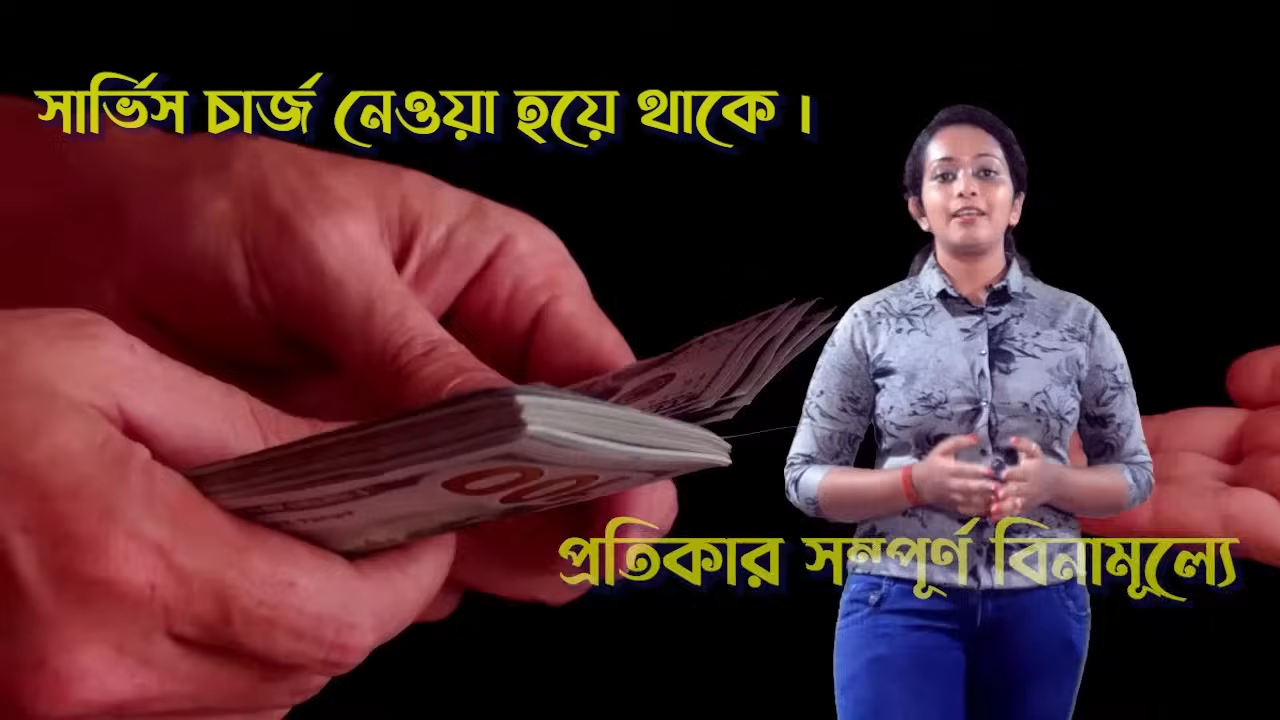 সার্ভিস চার্জ নেওয়া হয়ে থাকে ।
প্রতিকার সম্পূর্ণ বিনামূল্যে